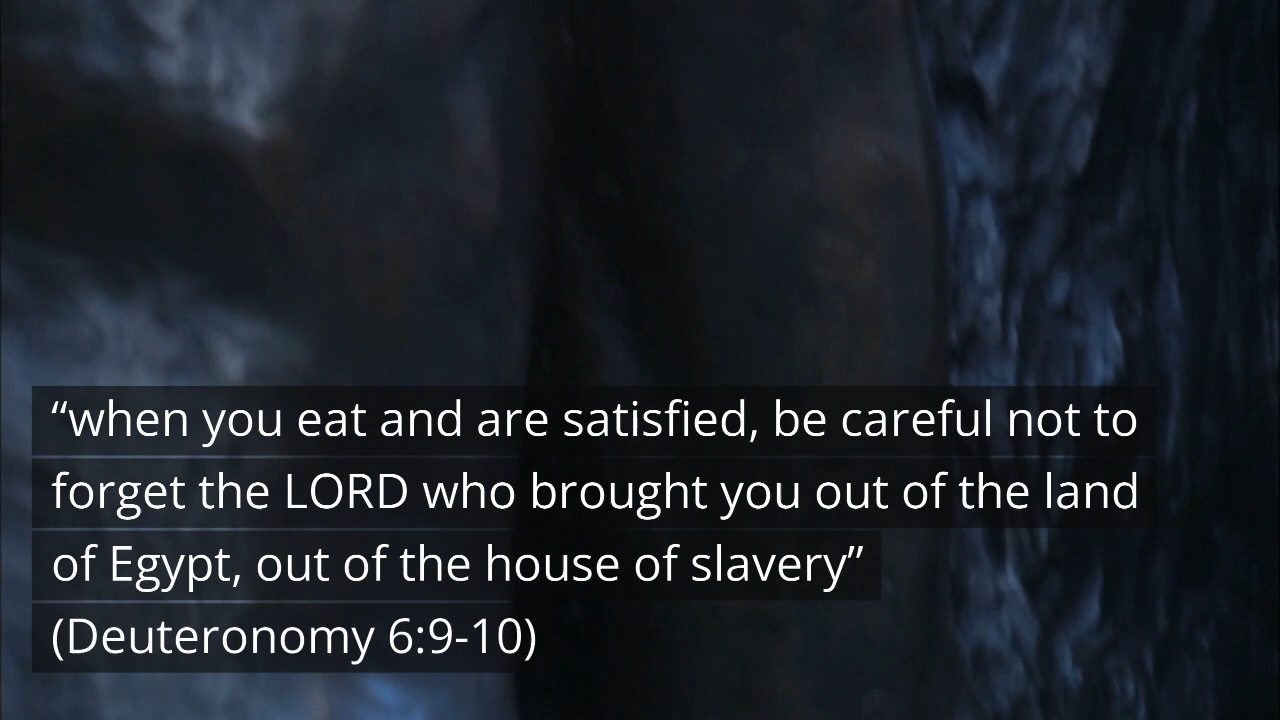 “when you eat and are satisfied, be careful not to
forget the LORD who brought you out of the land
of Egypt, out of the house of slavery”
(Deuteronomy 6:9-10)